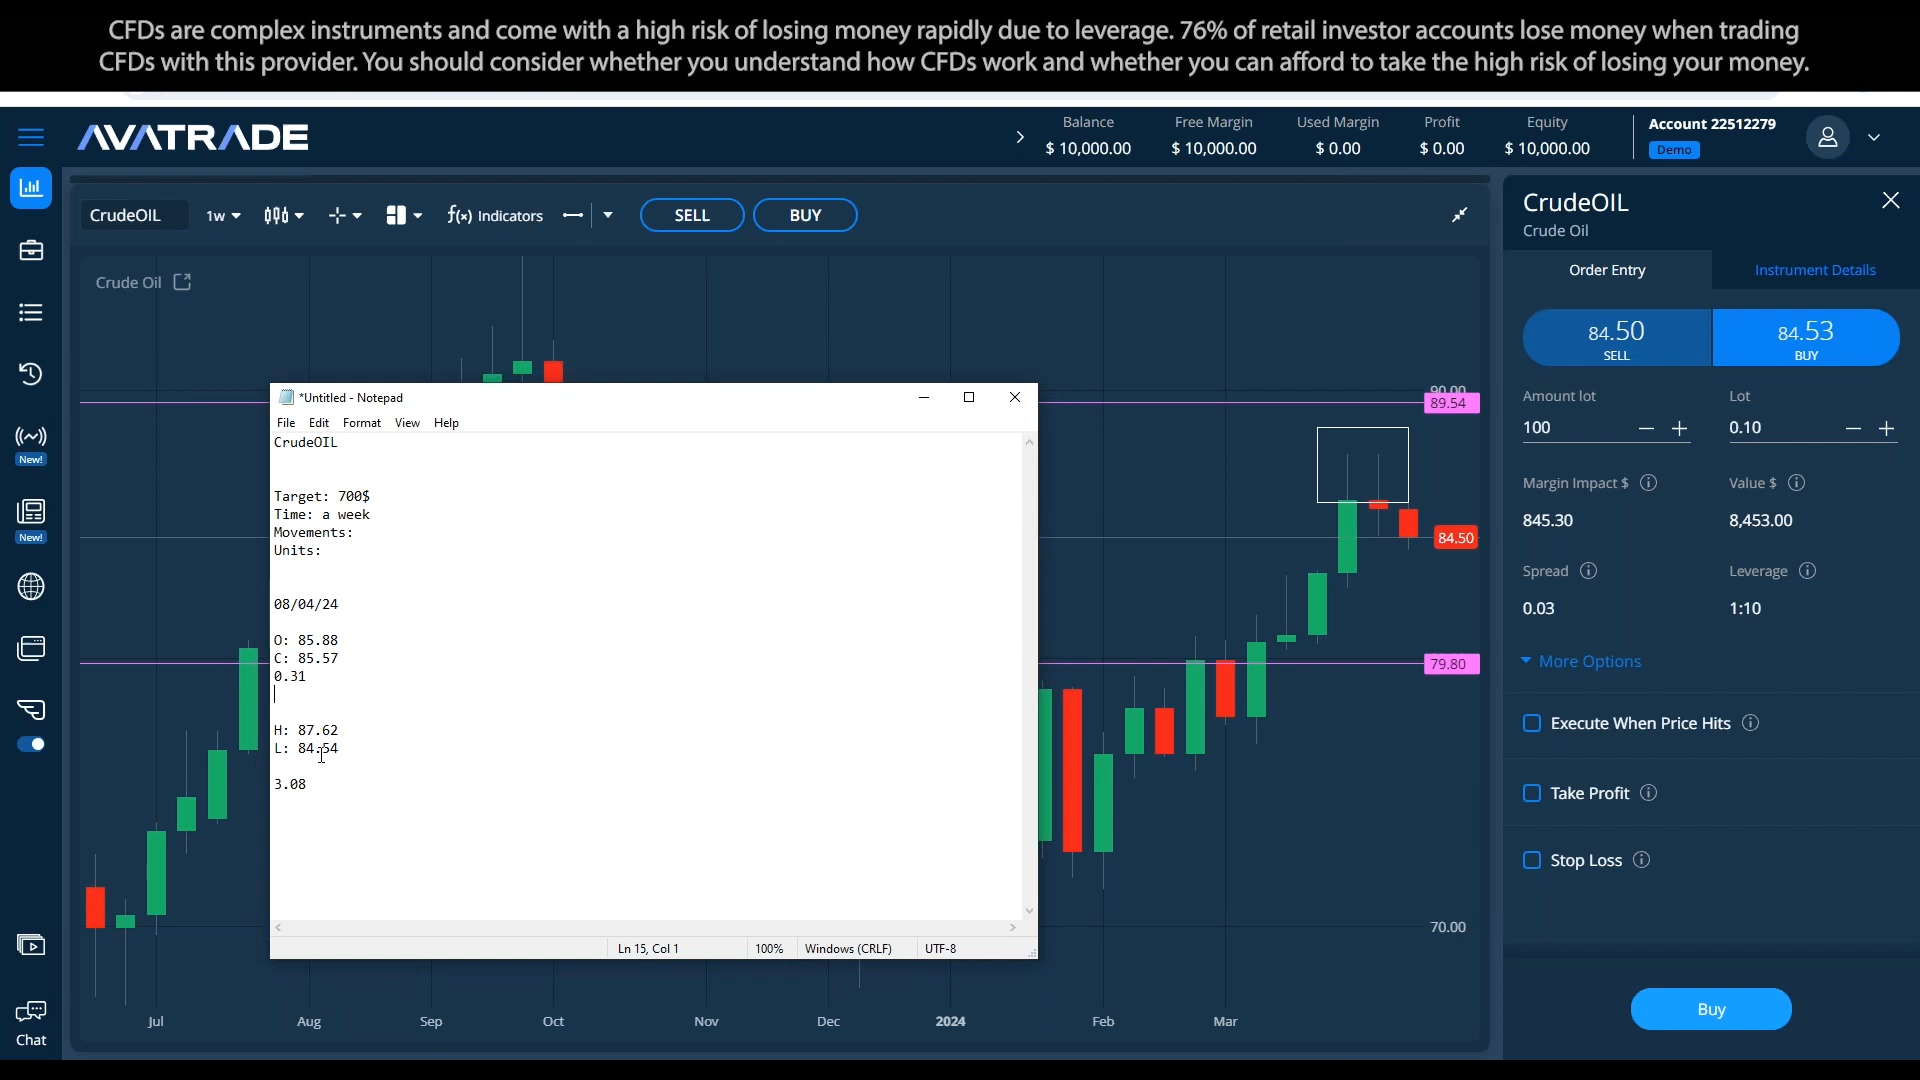 CFDs are complex instruments and come with a high risk of losing money rapidly due to leverage. 76% of retail investor accounts lose money when trading
CFDs with this provider. You should consider whether you understand how CFDs work and whether you can afford to take the high risk of losing your money.
AVATRADE
Balance
$ 10,000.00
Free Margin
$ 10,000.00
Used Margin
$ 0.00
Profit
$ 0.00
Equity
$ 10,000.00
Account 22512279
Demo
CrudeOIL
1w
f(x) Indicators
SELL
BUY
Crude Oil
New!
New!
Chat
*Untitled - Notepad
File Edit Format View Help
CrudeOIL
Target: 700$
Time: a week
Movements:
Units:
08/04/24
O: 85.88
C: 85.57
0.31
H: 87.62
L: 84.54
3.08
Ln 15, Col 1
100%
Windows (CRLF)
UTF-8
90.00
89.54
84.50
79.80
70.00
Jul Aug Sep Oct Nov Dec 2024 Feb Mar
CrudeOIL
Crude Oil
Order Entry
Instrument Details
84.50
SELL
84.53
BUY
Amount lot
100
Lot
0.10
Margin Impact $
845.30
Value $
8,453.00
Spread
0.03
Leverage
1:10
More Options
Execute When Price Hits
Take Profit
Stop Loss
Buy